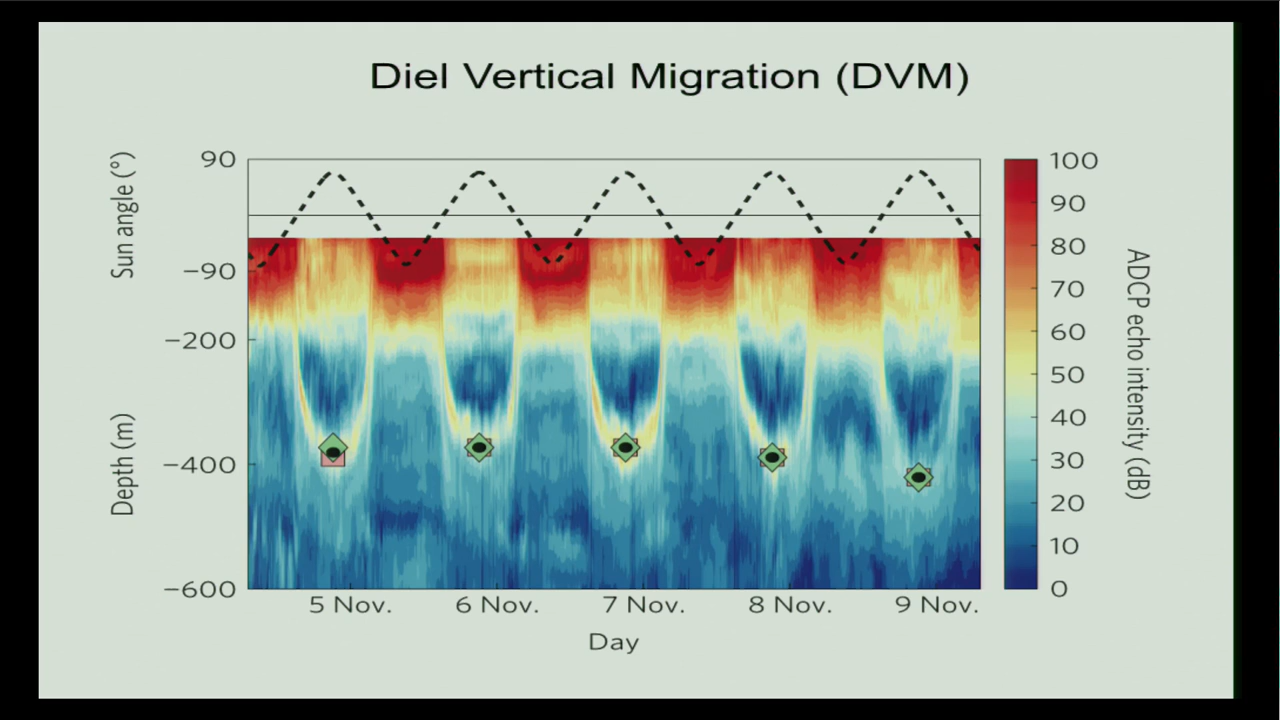 Diel Vertical Migration (DVM)
Sun angle (°)
90
−90
Depth (m)
−200
−400
−600
5 Nov.
6 Nov.
7 Nov.
8 Nov.
9 Nov.
Day
100
90
80
70
60
50
40
30
20
10
0
ADCP echo intensity (dB)